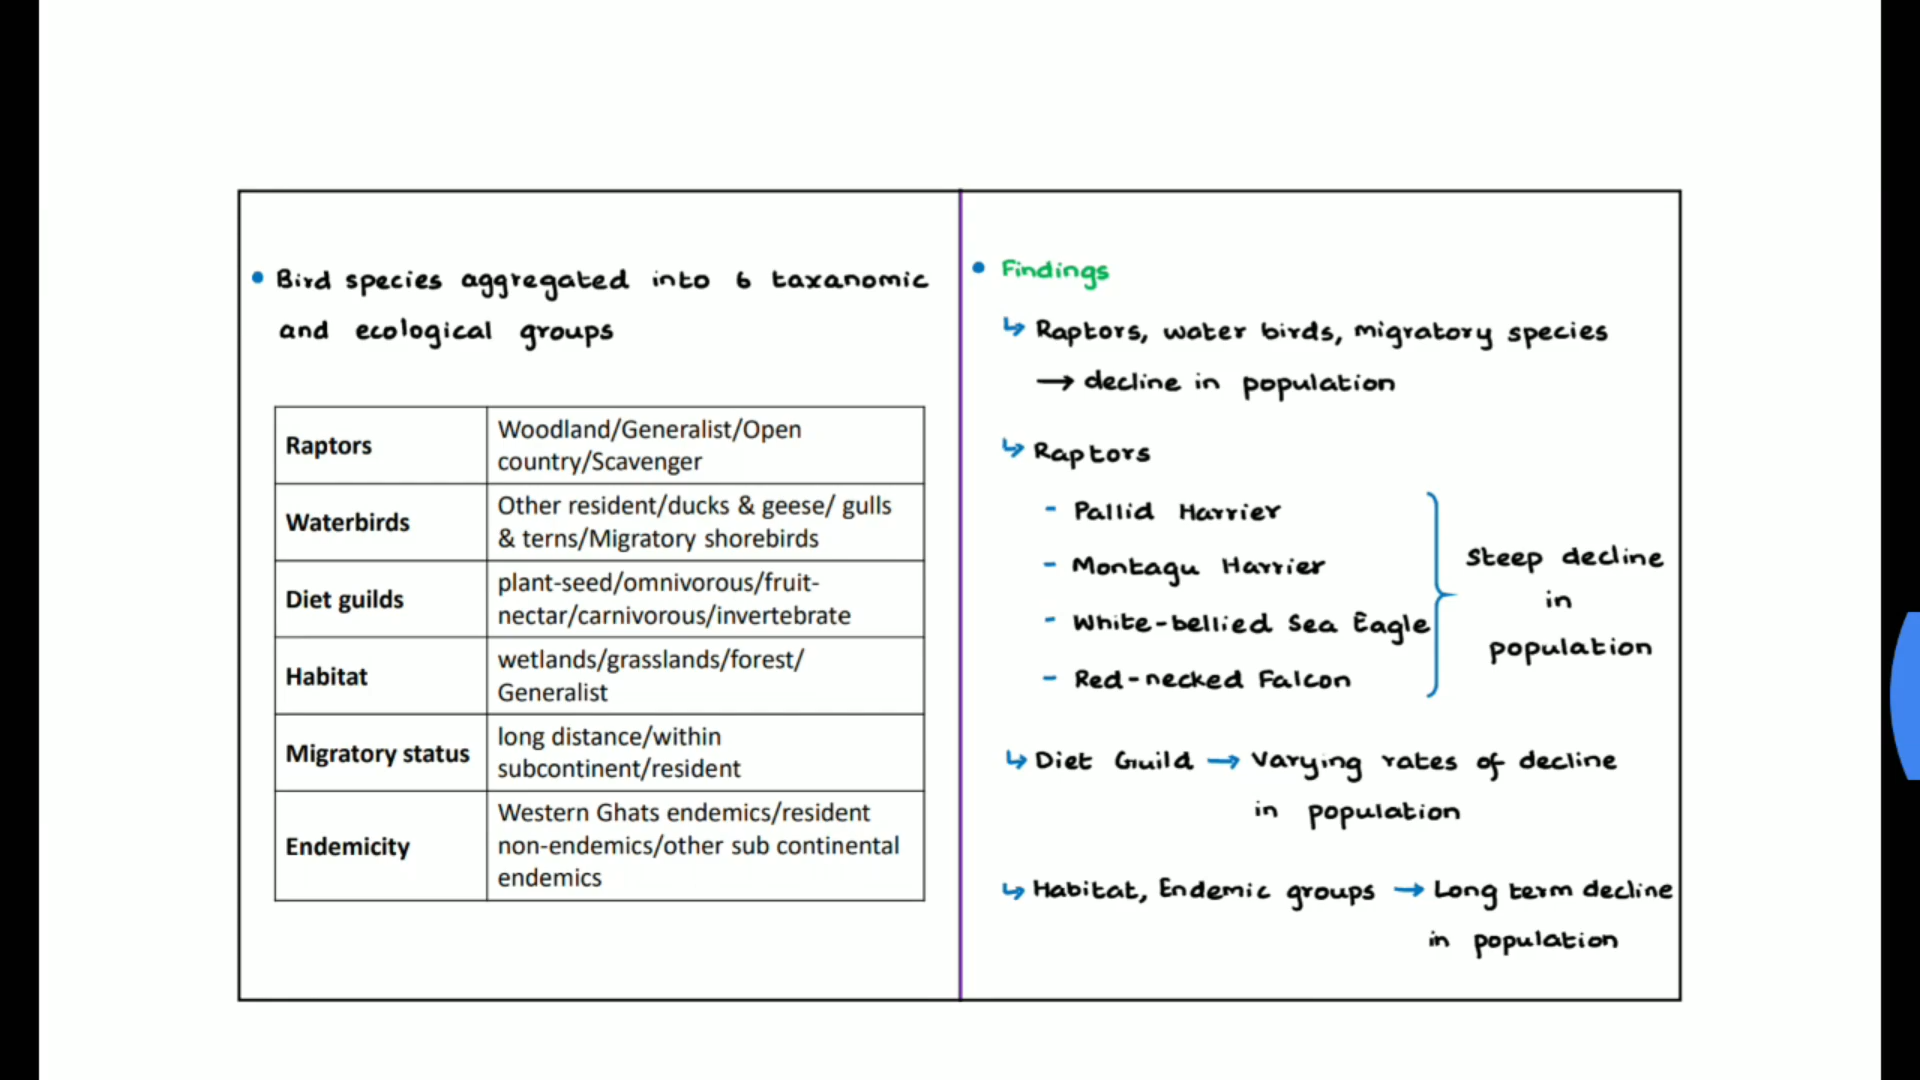 Bird species aggregated into 6 taxanomic
and ecological groups
Raptors
Woodland/Generalist/Open
country/Scavenger
Waterbirds
Other resident/ducks & geese/ gulls
& terns/Migratory shorebirds
Diet guilds
plant-seed/omnivorous/fruit-
nectar/carnivorous/invertebrate
Habitat
wetlands/grasslands/forest/
Generalist
Migratory status
long distance/within
subcontinent/resident
Endemicity
Western Ghats endemics/resident
non-endemics/other sub continental
endemics
Findings
↳ Raptors, water birds, migratory species
→ decline in population
↳ Raptors
- Pallid Harrier
- Montagu Harrier
- White-bellied Sea Eagle
- Red-necked Falcon
Steep decline
in
population
↳ Diet Guild → Varying rates of decline
in population
↳ Habitat, Endemic groups → Long term decline
in population